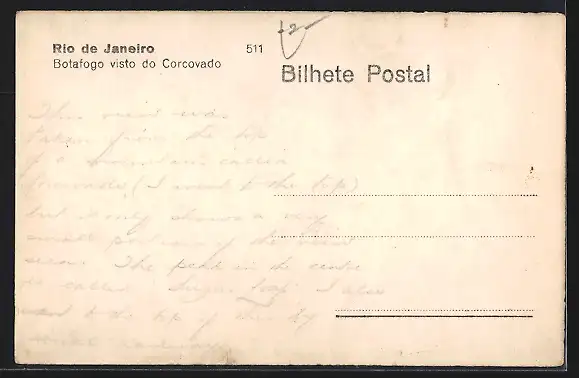 -2
Rio de Janeiro 511
Botafogo visto do Corcovado
Bilhete Postal
This view was
taken from the top
of a mountain called
Corcovado (I went to the top)
but it only shows a very
small portion of the view
seen. The peak in the centre
is called Sugar Loaf I also
went to the top of this by